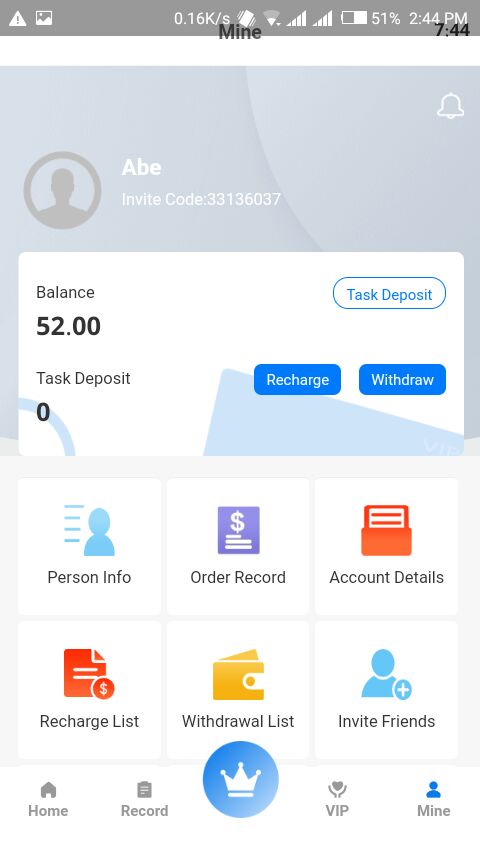 0.16K/s 51% 2:44 PM
Mine 7:44
Abe
Invite Code:33136037
Balance
Task Deposit
52.00
Task Deposit
Recharge Withdraw
0
VIP
Person Info Order Record Account Details
Recharge List Withdrawal List Invite Friends
Home Record VIP Mine